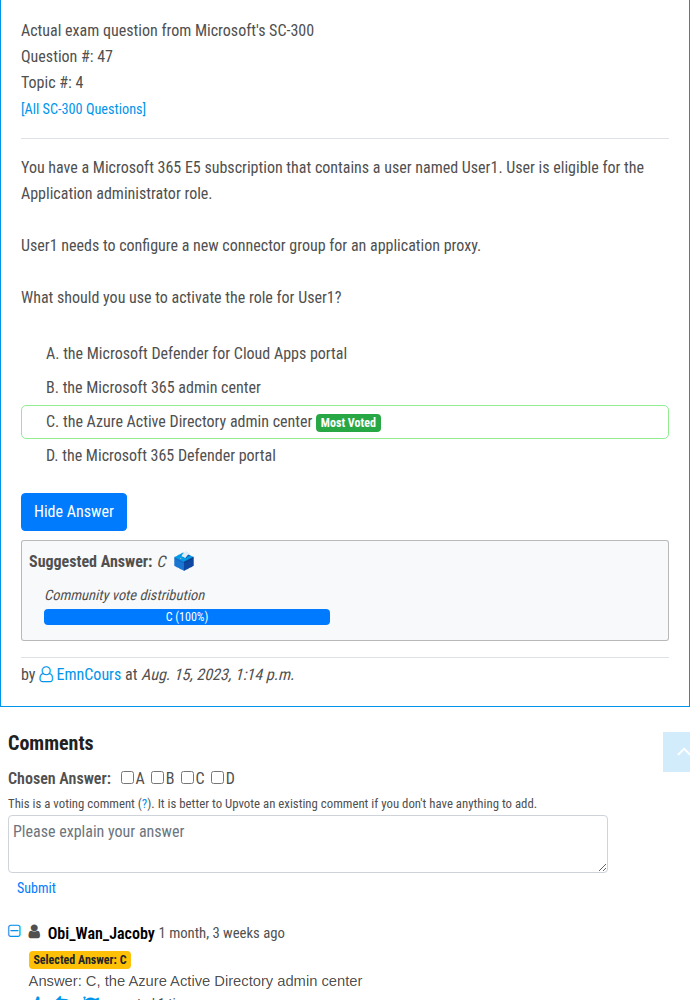 Actual exam question from Microsoft's SC-300
Question #: 47
Topic #: 4
[All SC-300 Questions]
You have a Microsoft 365 E5 subscription that contains a user named User1. User is eligible for the
Application administrator role.
User1 needs to configure a new connector group for an application proxy.
What should you use to activate the role for User1?
A. the Microsoft Defender for Cloud Apps portal
B. the Microsoft 365 admin center
C. the Azure Active Directory admin center Most Voted
D. the Microsoft 365 Defender portal
Hide Answer
Suggested Answer: C
Community vote distribution
C (100%)
by EmnCours at Aug. 15, 2023, 1:14 p.m.
Comments
Chosen Answer: A B C D
This is a voting comment (?). It is better to Upvote an existing comment if you don't have anything to add.
Please explain your answer
Submit
Obi_Wan_Jacoby 1 month, 3 weeks ago
Selected Answer: C
Answer: C, the Azure Active Directory admin center